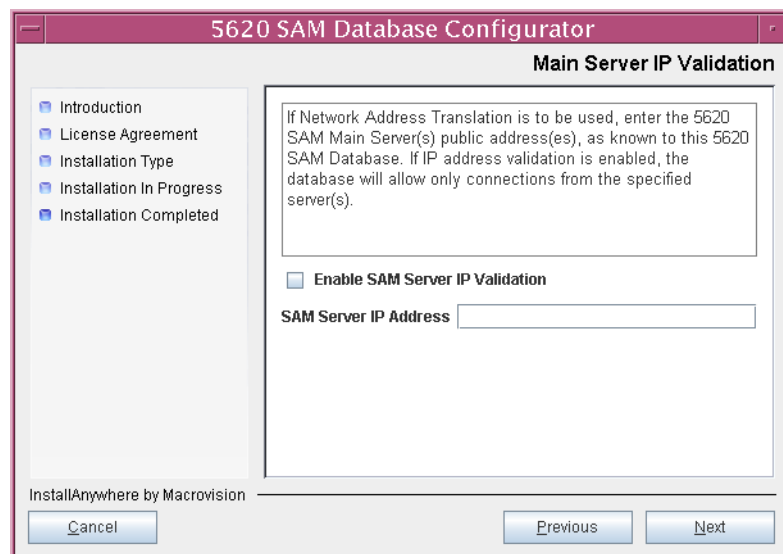 5620 SAM Database Configurator
Main Server IP Validation
Introduction
License Agreement
Installation Type
Installation In Progress
Installation Completed
If Network Address Translation is to be used, enter the 5620
SAM Main Server(s) public address(es), as known to this 5620
SAM Database. If IP address validation is enabled, the
database will allow only connections from the specified
server(s).
Enable SAM Server IP Validation
SAM Server IP Address
InstallAnywhere by Macrovision
Cancel
Previous
Next